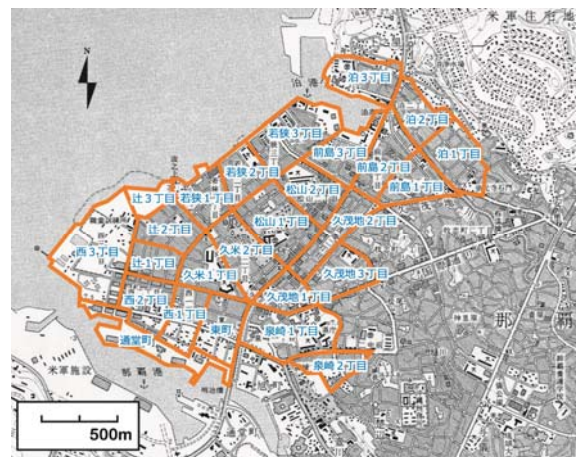 米軍住宅地
N
泊3丁目
泊港
泊2丁目
泊1丁目
若狭3丁目
前島3丁目
前島2丁目
前島1丁目
若狭2丁目
松山2丁目
辻3丁目
若狭1丁目
久茂地2丁目
松山1丁目
辻2丁目
久米2丁目
西3丁目
辻1丁目
久米1丁目
久茂地3丁目
西2丁目
久茂地1丁目
西1丁目
東町
泉崎1丁目
通堂町
那覇
泉崎2丁目
米軍施設
那覇港
明治橋
旭町
500m